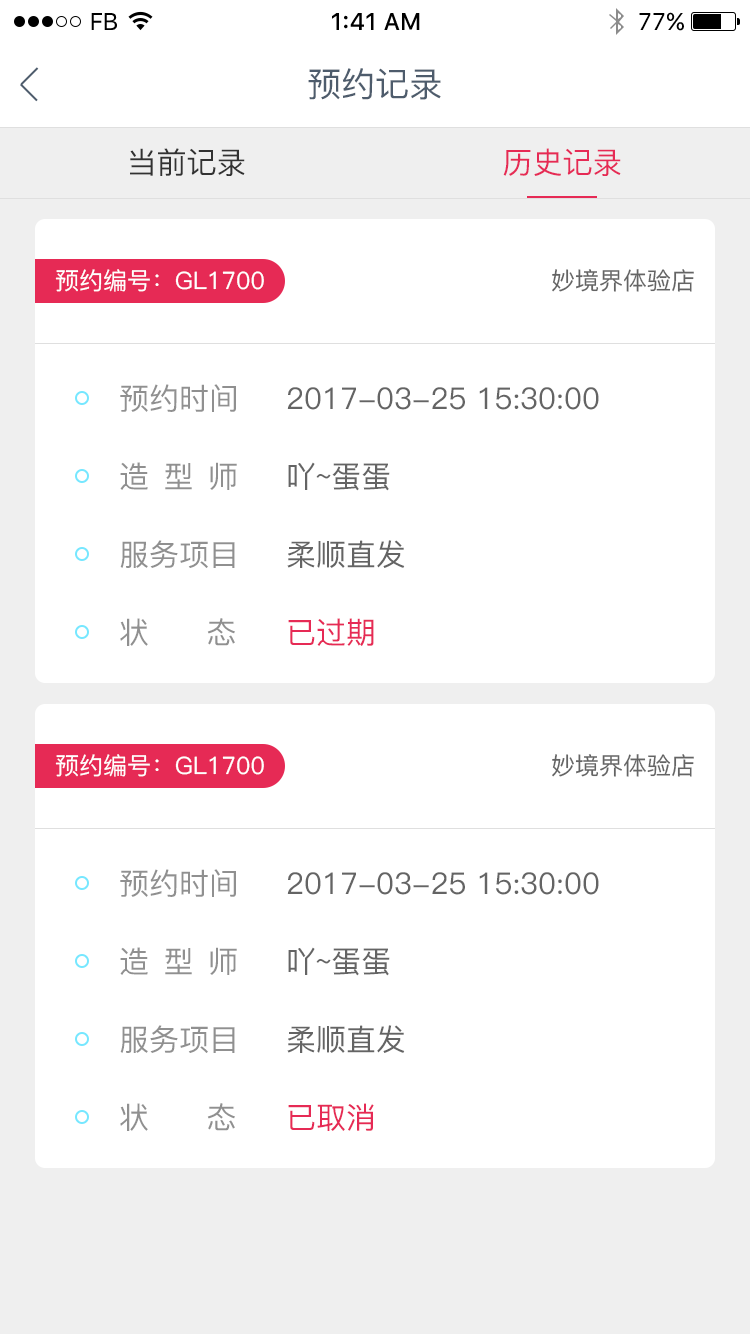 FB 1:41 AM 77%
预约记录
当前记录 历史记录
预约编号：GL1700 妙境界体验店
预约时间 2017-03-25 15:30:00
造型师 吖~蛋蛋
服务项目 柔顺直发
状态 已过期
预约编号：GL1700 妙境界体验店
预约时间 2017-03-25 15:30:00
造型师 吖~蛋蛋
服务项目 柔顺直发
状态 已取消